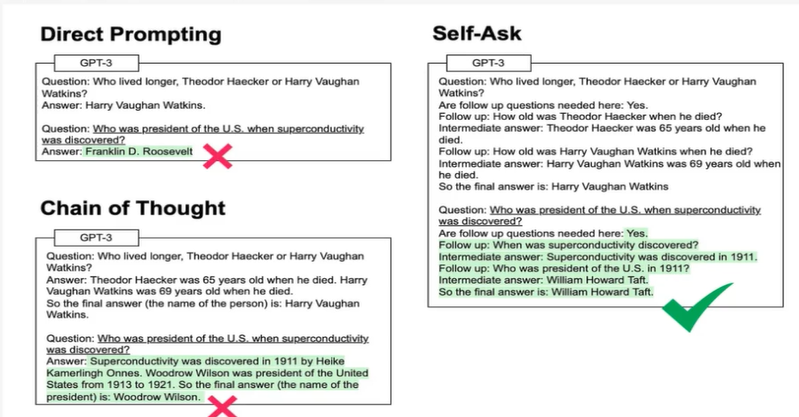 Direct Prompting
GPT-3
Question: Who lived longer, Theodor Haecker or Harry Vaughan
Watkins?
Answer: Harry Vaughan Watkins.
Question: Who was president of the U.S. when superconductivity
was discovered?
Answer: Franklin D. Roosevelt
Chain of Thought
GPT-3
Question: Who lived longer, Theodor Haecker or Harry Vaughan
Watkins?
Answer: Theodor Haecker was 65 years old when he died. Harry
Vaughan Watkins was 69 years old when he died.
So the final answer (the name of the person) is: Harry Vaughan
Watkins.
Question: Who was president of the U.S. when superconductivity
was discovered?
Answer: Superconductivity was discovered in 1911 by Heike
Kamerlingh Onnes. Woodrow Wilson was president of the United
States from 1913 to 1921. So the final answer (the name of the
president) is: Woodrow Wilson.
Self-Ask
GPT-3
Question: Who lived longer, Theodor Haecker or Harry Vaughan
Watkins?
Are follow up questions needed here: Yes.
Follow up: How old was Theodor Haecker when he died?
Intermediate answer: Theodor Haecker was 65 years old when he
died.
Follow up: How old was Harry Vaughan Watkins when he died?
Intermediate answer: Harry Vaughan Watkins was 69 years old when
he died.
So the final answer is: Harry Vaughan Watkins
Question: Who was president of the U.S. when superconductivity
was discovered?
Are follow up questions needed here: Yes.
Follow up: When was superconductivity discovered?
Intermediate answer: Superconductivity was discovered in 1911.
Follow up: Who was president of the U.S. in 1911?
Intermediate answer: William Howard Taft.
So the final answer is: William Howard Taft.